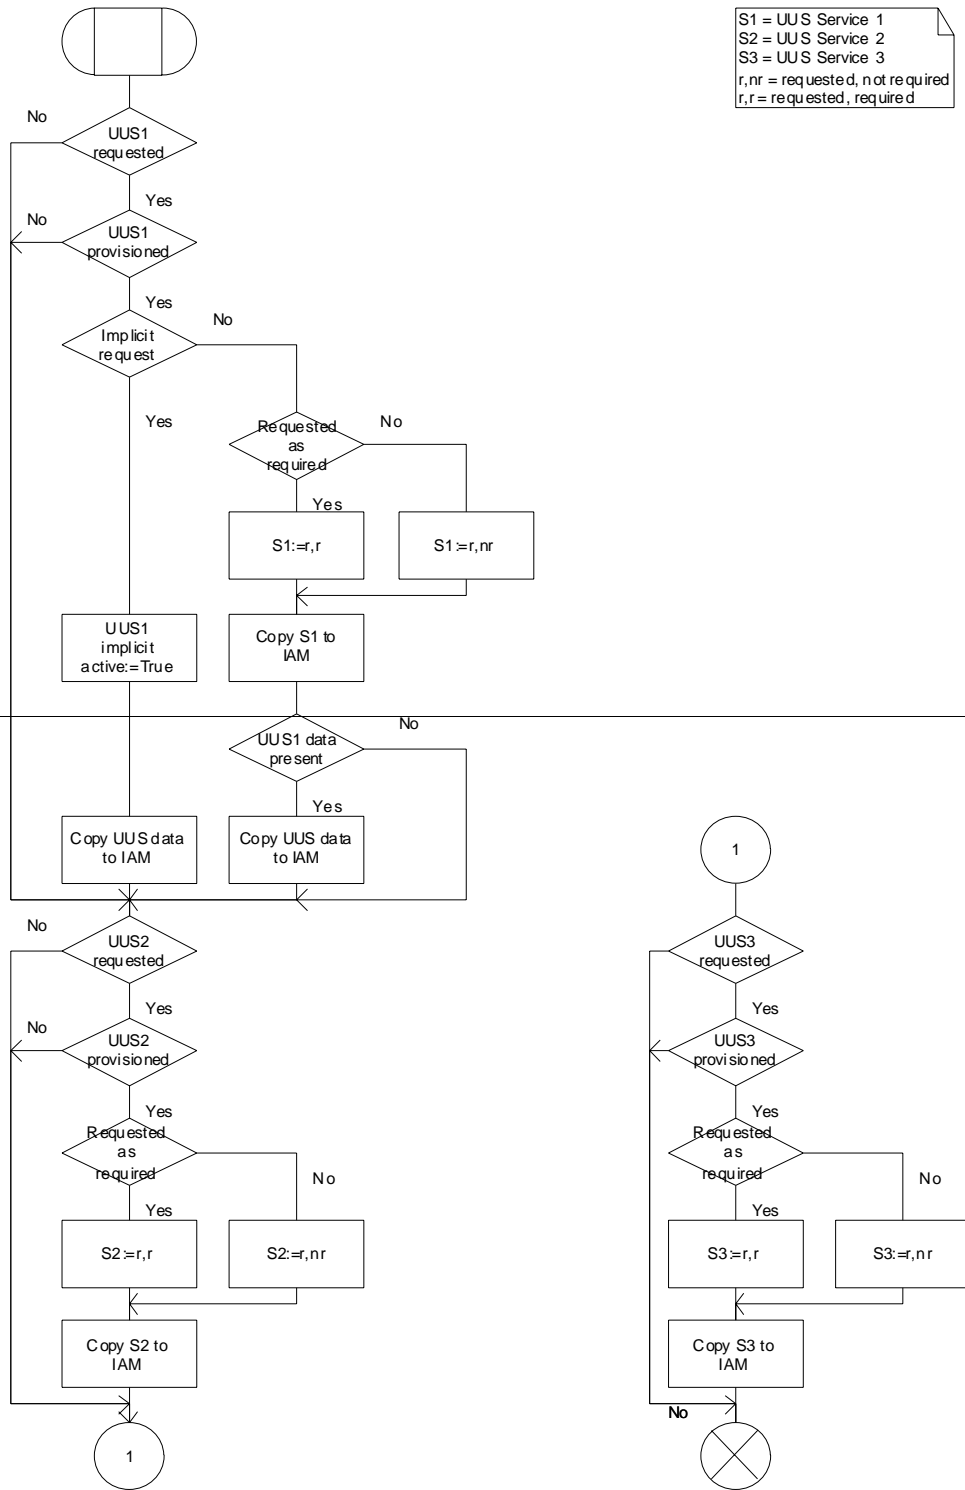 S1 = UUS Service 1
S2 = UUS Service 2
S3 = UUS Service 3
r,nr = requested, not required
r,r = requested, required
No
UUS1
requested
Yes
No
UUS1
provisioned
Yes
No
Implicit
request
Yes
No
Requested
as
required
Yes
S1:=r,r
S1:=r,nr
UUS1
implicit
active:=True
Copy S1 to
IAM
No
UUS1 data
present
Yes
Copy UUS data
to IAM
Copy UUS data
to IAM
No
UUS2
requested
Yes
No
UUS2
provisioned
Yes
Requested
as
required
No
Yes
S2:=r,r
S2:=r,nr
Copy S2 to
IAM
1
1
UUS3
requested
Yes
UUS3
provisioned
Yes
Requested
as
required
No
Yes
S3:=r,r
S3:=r,nr
Copy S3 to
IAM
No